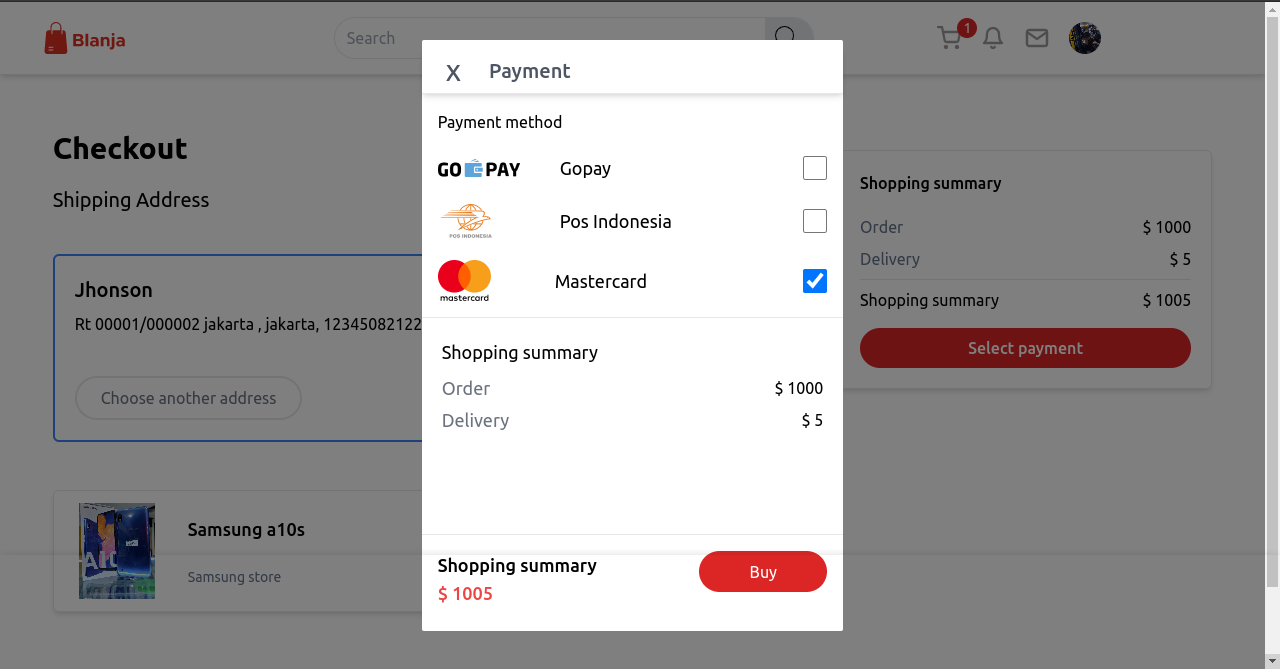 Blanja
Search
1
X Payment
Payment method
GOPAY Gopay
POS INDONESIA Pos Indonesia
mastercard Mastercard
Shopping summary
Order $ 1000
Delivery $ 5
Shopping summary
$ 1005
Buy
Checkout
Shipping Address
Jhonson
Rt 00001/000002 jakarta , jakarta, 12345082122
Choose another address
Samsung a10s
Samsung store
Shopping summary
Order $ 1000
Delivery $ 5
Shopping summary $ 1005
Select payment